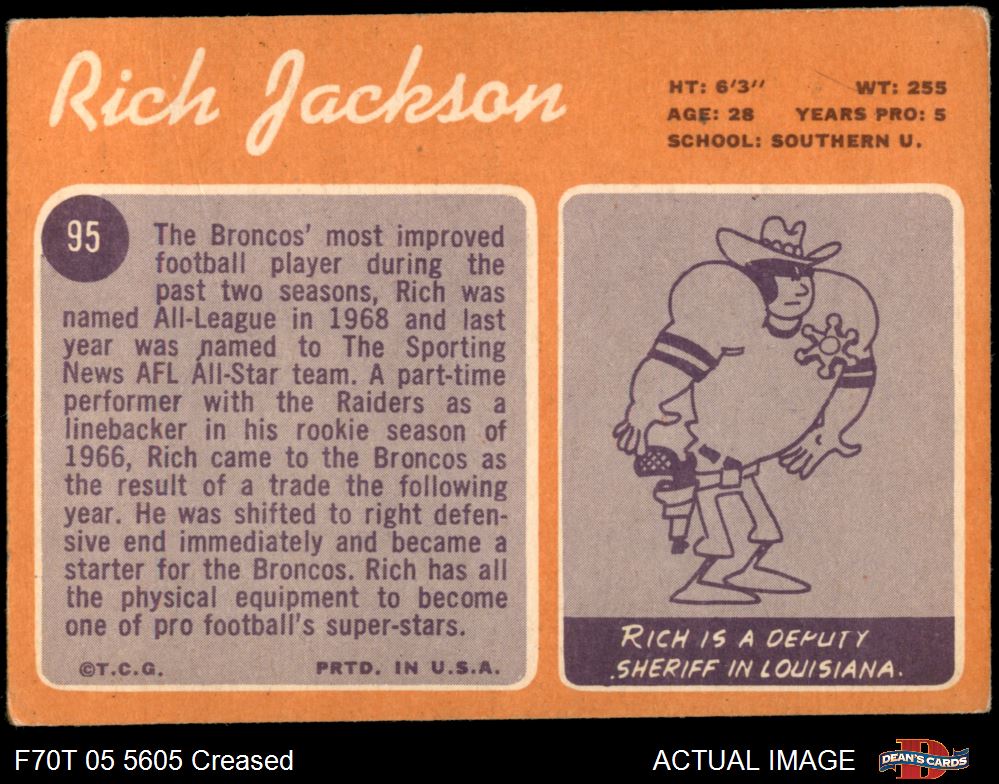 Rich Jackson
HT: 6'3" WT: 255
AGE: 28 YEARS PRO: 5
SCHOOL: SOUTHERN U.
95
The Broncos' most improved
football player during the
past two seasons, Rich was
named All-League in 1968 and last
year was named to The Sporting
News AFL All-Star team. A part-time
performer with the Raiders as a
linebacker in his rookie season of
1966, Rich came to the Broncos as
the result of a trade the following
year. He was shifted to right defen-
sive end immediately and became a
starter for the Broncos. Rich has all
the physical equipment to become
one of pro football's super-stars.
©T.C.G. PRTD. IN U.S.A.
RICH IS A DEPUTY
SHERIFF IN LOUISIANA.
F70T 05 5605 Creased
ACTUAL IMAGE
D
DEAN'S CARDS